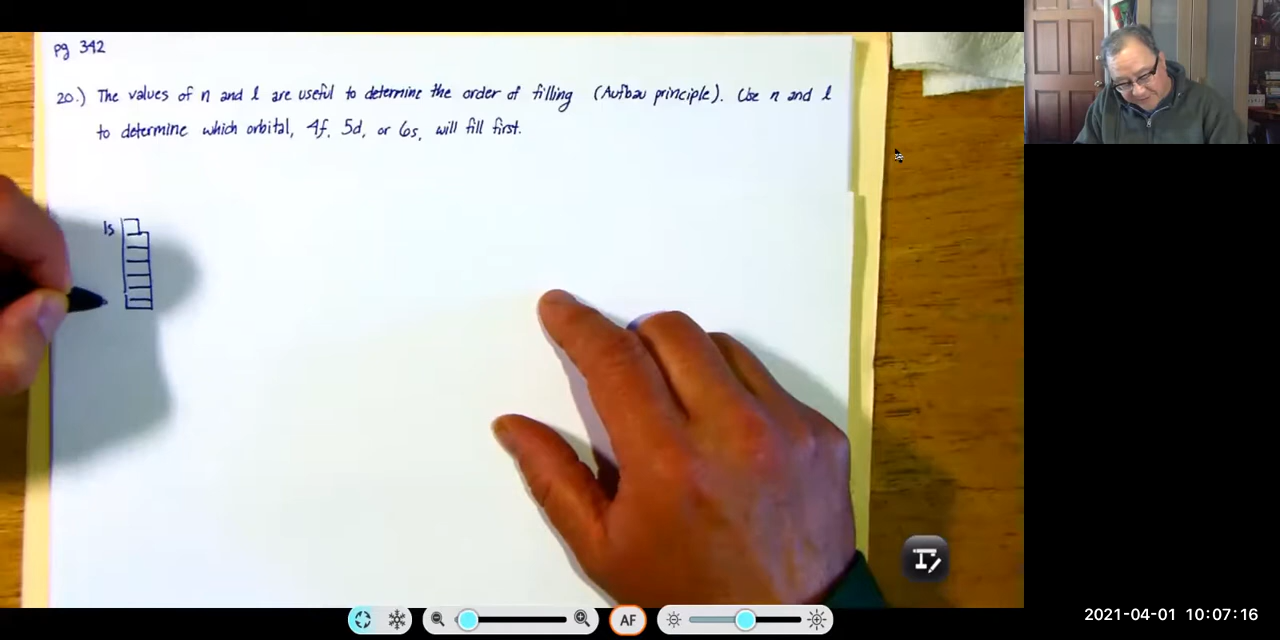 pg 342
20.) The values of n and l are useful to determine the order of filling (Aufbau principle). Use n and l
to determine which orbital, 4f, 5d, or 6s, will fill first.
1s
AF
2021-04-01 10:07:16